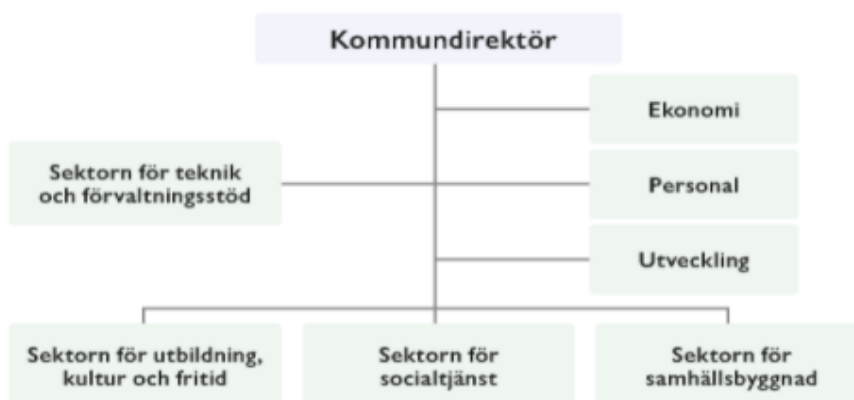 Kommundirektör
Ekonomi
Sektorn för teknik
och förvaltningsstöd
Personal
Utveckling
Sektorn för utbildning,
kultur och fritid
Sektorn för
socialtjänst
Sektorn för
samhällsbyggnad